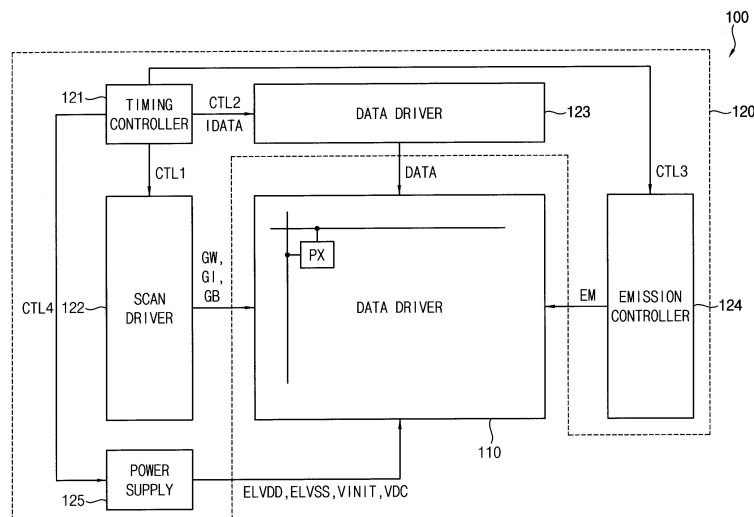 100
121
TIMING
CONTROLLER
CTL2
IDATA
DATA DRIVER
123
120
CTL1
DATA
CTL3
GW,
GI,
GB
PX
CTL4
122
SCAN
DRIVER
DATA DRIVER
EM
EMISSION
CONTROLLER
124
110
POWER
SUPPLY
125
ELVDD,ELVSS,VINIT,VDC